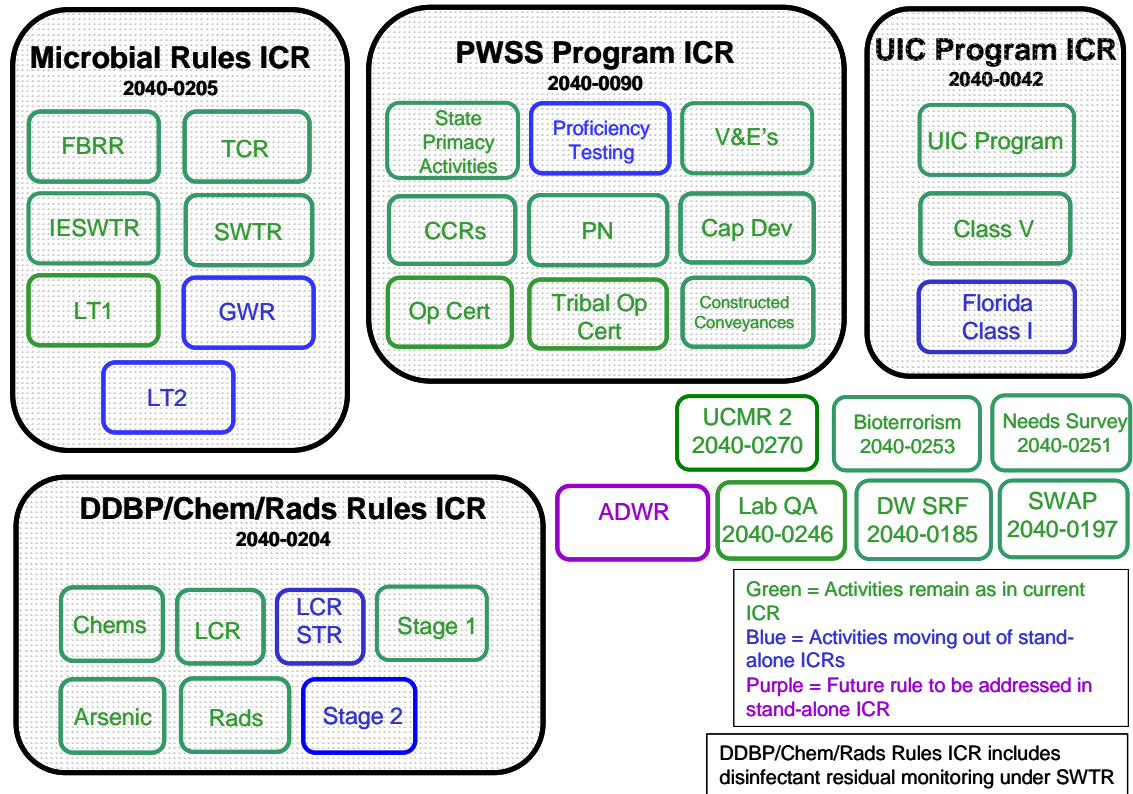 Microbial Rules ICR
2040-0205
FBRR
TCR
IESWTR
SWTR
LT1
GWR
LT2
PWSS Program ICR
2040-0090
State
Primacy
Activities
Proficiency
Testing
V&E's
CCRs
PN
Cap Dev
Op Cert
Tribal Op
Cert
Constructed
Conveyances
UIC Program ICR
2040-0042
UIC Program
Class V
Florida
Class I
UCMR 2
2040-0270
Bioterrorism
2040-0253
Needs Survey
2040-0251
ADWR
Lab QA
2040-0246
DW SRF
2040-0185
SWAP
2040-0197
DDBP/Chem/Rads Rules ICR
2040-0204
Chems
LCR
LCR
STR
Stage 1
Arsenic
Rads
Stage 2
Green = Activities remain as in current
ICR
Blue = Activities moving out of stand-
alone ICRs
Purple = Future rule to be addressed in
stand-alone ICR
DDBP/Chem/Rads Rules ICR includes
disinfectant residual monitoring under SWTR